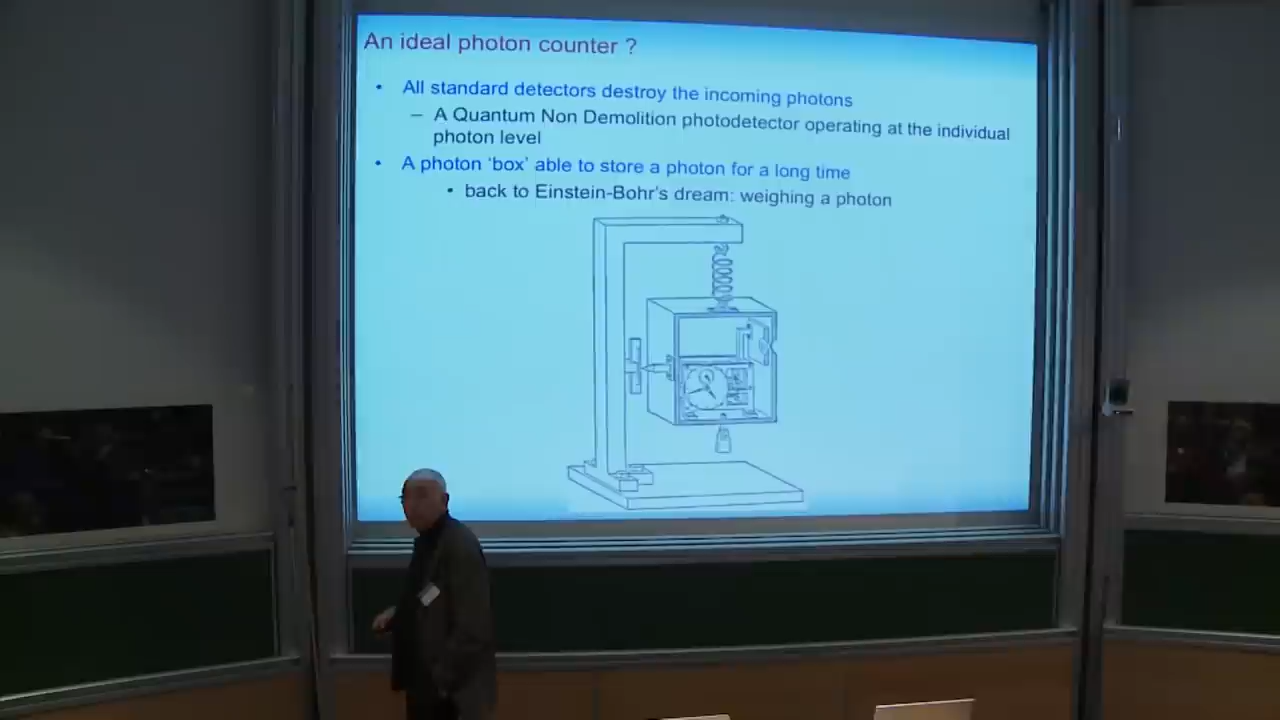 An ideal photon counter ?
• All standard detectors destroy the incoming photons
– A Quantum Non Demolition photodetector operating at the individual
photon level
• A photon ‘box’ able to store a photon for a long time
• back to Einstein-Bohr’s dream: weighing a photon